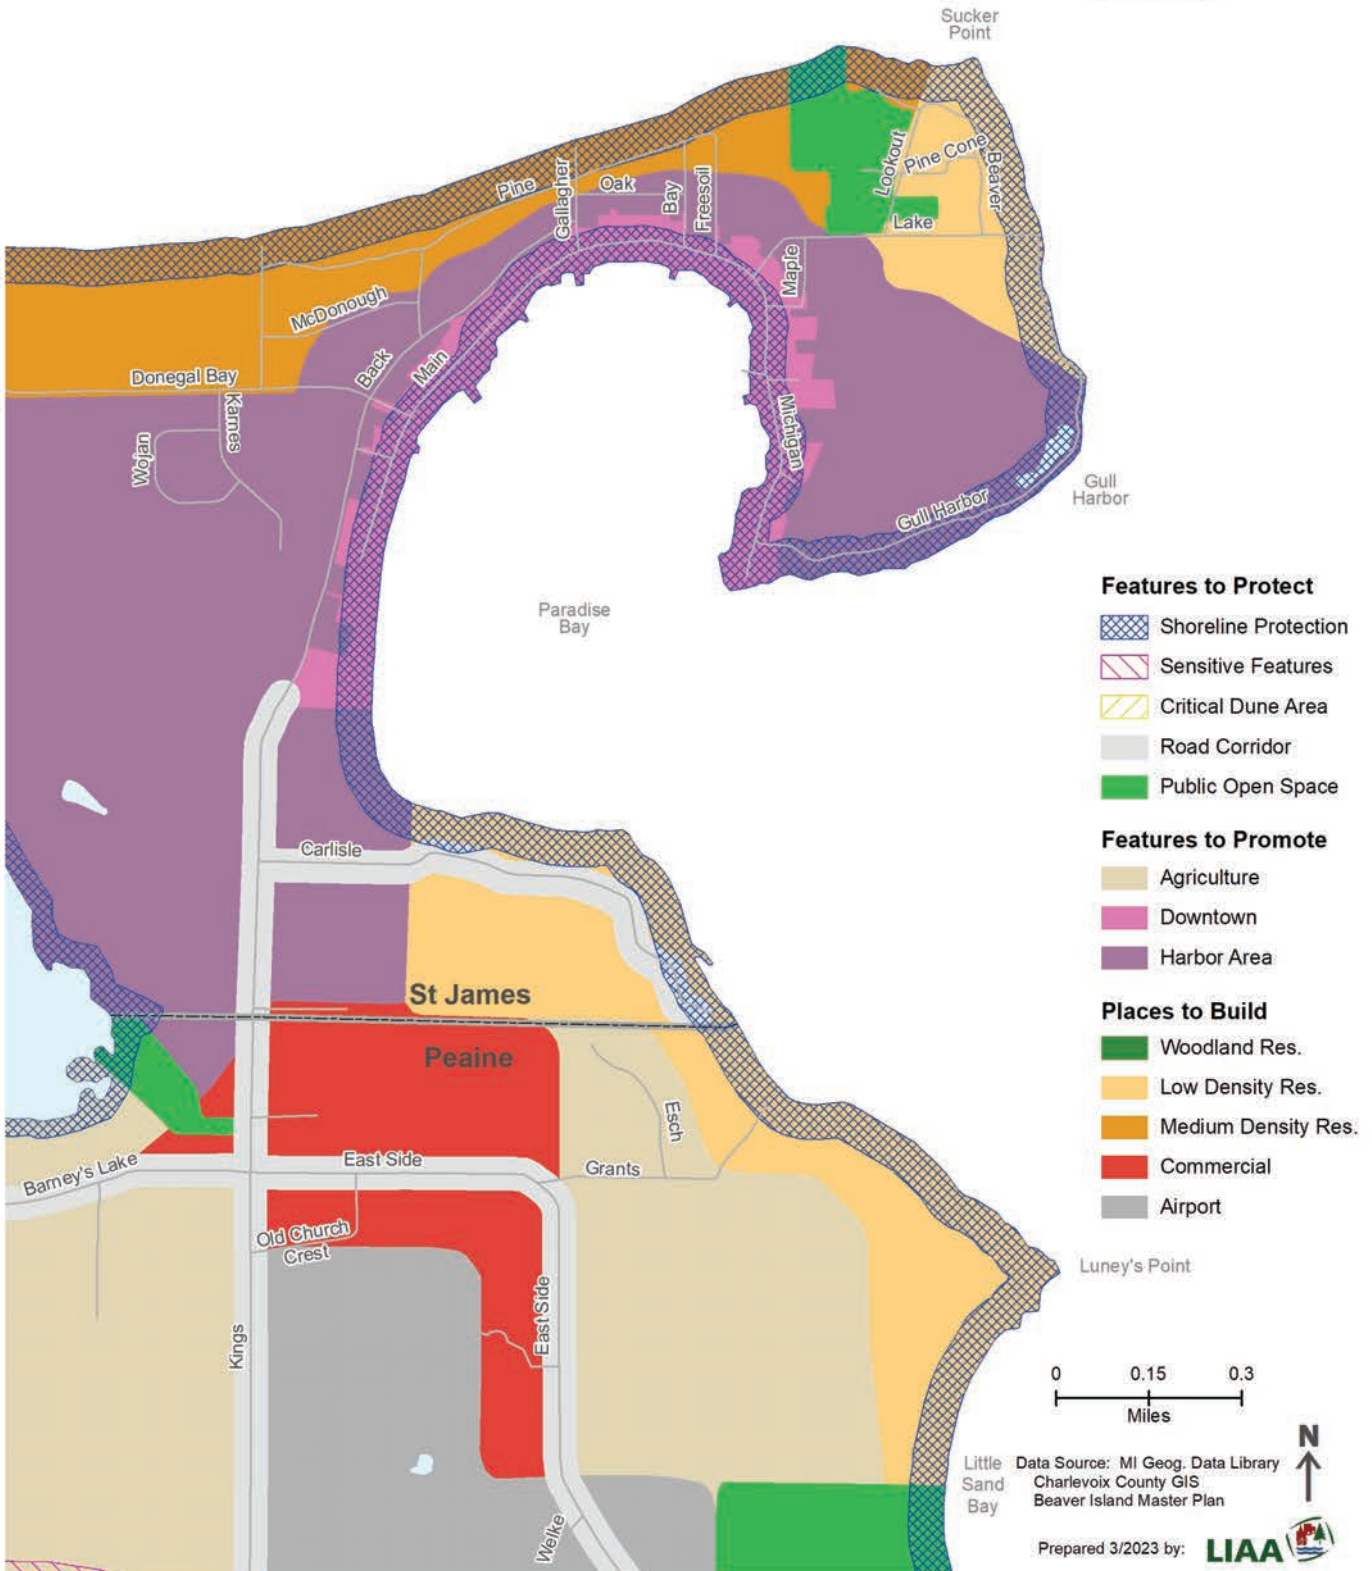 Sucker
Point
Lookout
Pine Cone
Beaver
Lake
Pine
Gallagher
Oak
Bay
Freesoil
Maple
McDonough
Back
Main
Donegal Bay
Karnes
Wojan
Michigan
Gull Harbor
Gull
Harbor
Paradise
Bay
Carlisle
St James
Peaine
Esch
Grants
East Side
Barney's Lake
Old Church
Crest
Kings
East Side
Welke
Luney's Point
Little
Sand
Bay
Features to Protect
Shoreline Protection
Sensitive Features
Critical Dune Area
Road Corridor
Public Open Space
Features to Promote
Agriculture
Downtown
Harbor Area
Places to Build
Woodland Res.
Low Density Res.
Medium Density Res.
Commercial
Airport
0 0.15 0.3
Miles
N
Data Source: MI Geog. Data Library
Charlevoix County GIS
Beaver Island Master Plan
Prepared 3/2023 by: LIAA